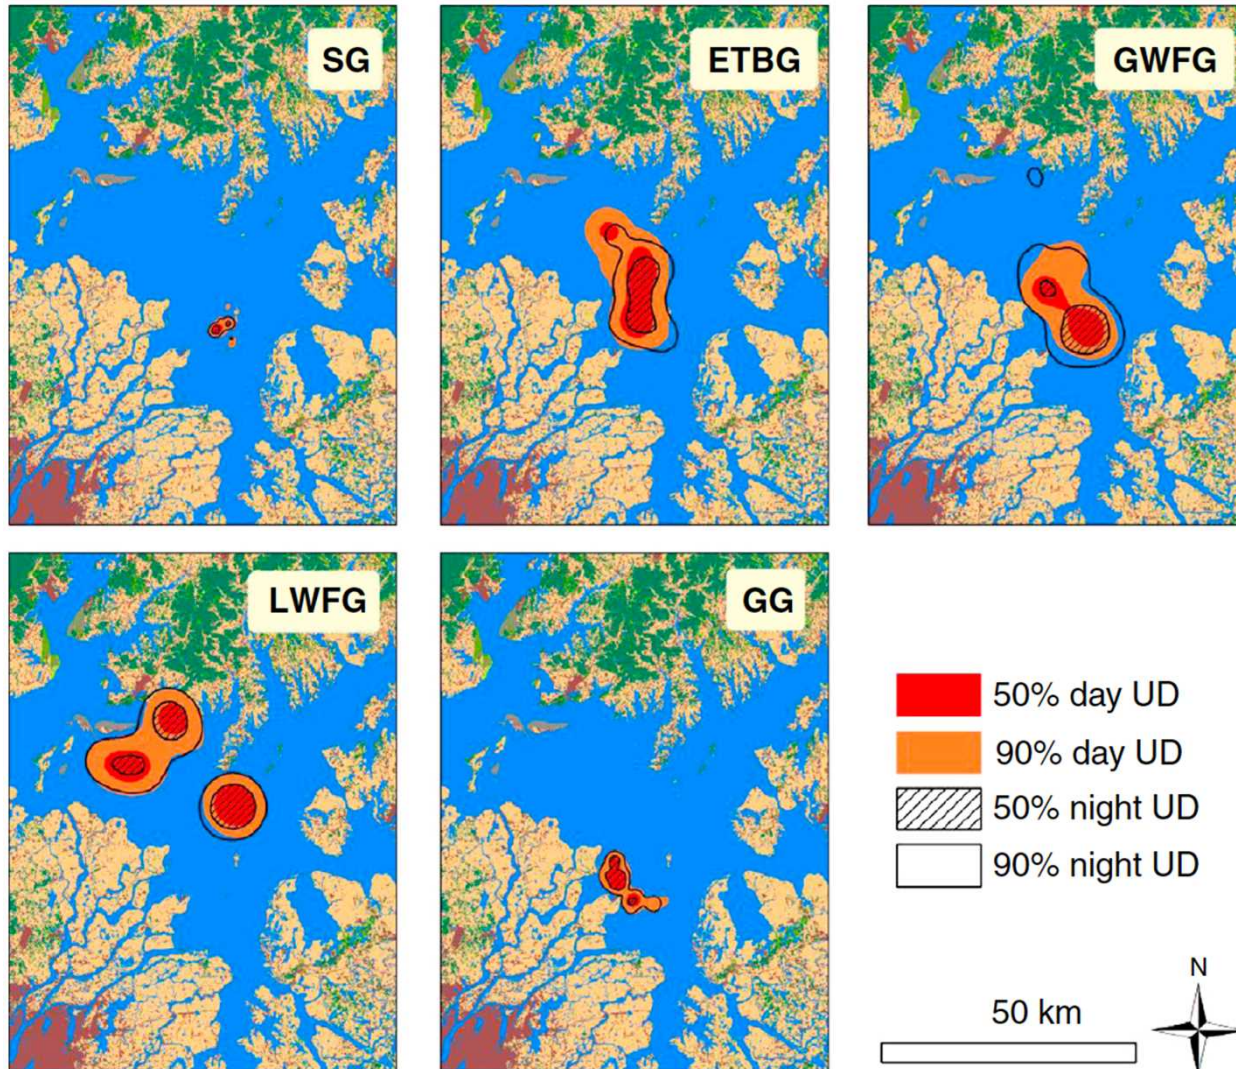 SG
ETBG
GWFG
LWFG
GG
50% day UD
90% day UD
50% night UD
90% night UD
50 km
N